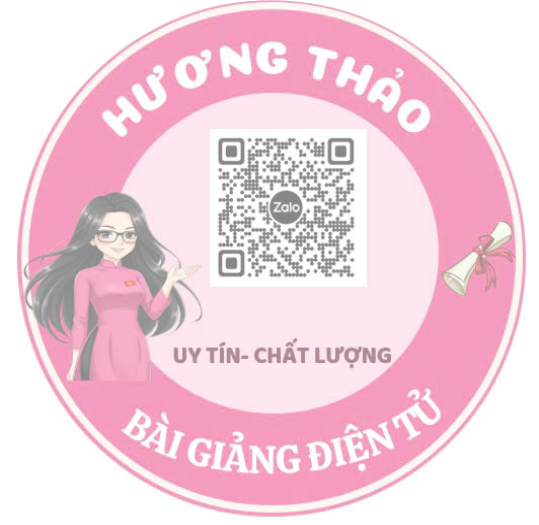 HƯƠNG THẢO
Zalo
UY TÍN- CHẤT LƯỢNG
BÀI GIẢNG ĐIỆN TỬ